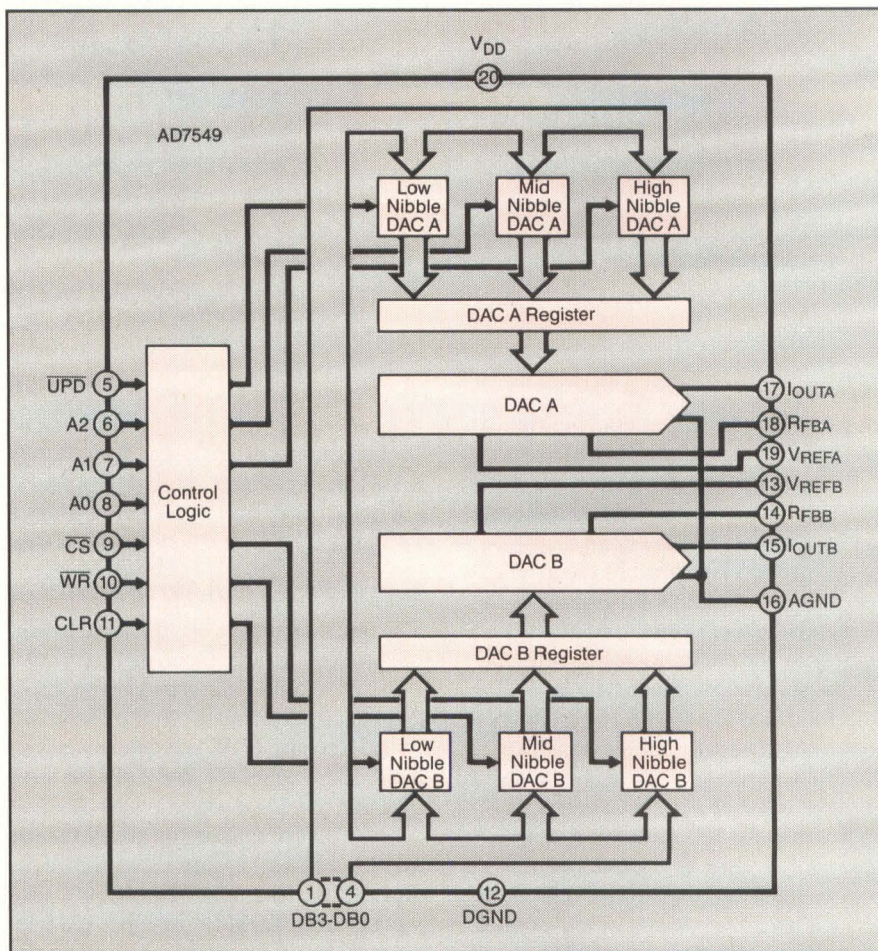 VDD
20
AD7549
Low
Nibble
DAC A
Mid
Nibble
DAC A
High
Nibble
DAC A
DAC A Register
DAC A
Control
Logic
UPD 5
A2 6
A1 7
A0 8
CS 9
WR 10
CLR 11
17 IOUTA
18 RFBA
19 VREFA
13 VREFB
14 RFBB
15 IOUTB
16 AGND
DAC B
DAC B Register
Low
Nibble
DAC B
Mid
Nibble
DAC B
High
Nibble
DAC B
1 4 12
DB3-DB0 DGND